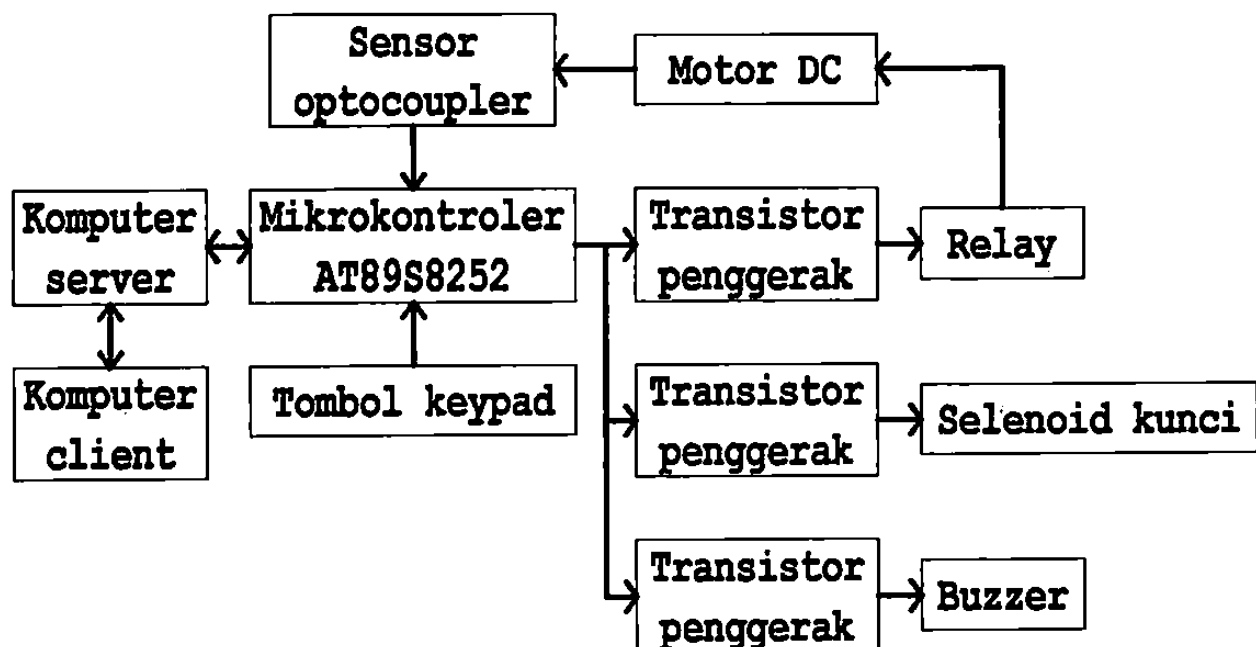 Sensor
optocoupler
Motor DC
Komputer
server
Mikrokontroler
AT89S8252
Transistor
penggerak
Relay
Komputer
client
Tombol keypad
Transistor
penggerak
Selenoid kunci
Transistor
penggerak
Buzzer